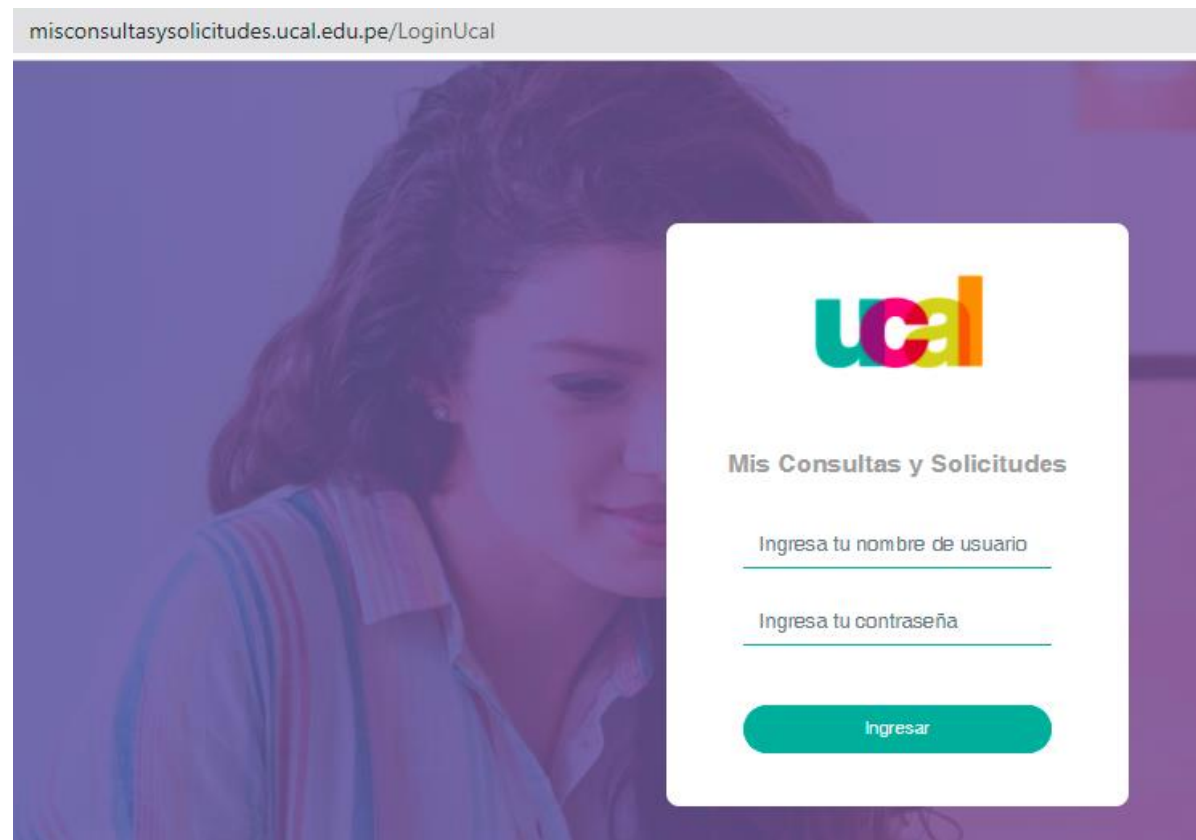 misconsultasysolicitudes.ucal.edu.pe/LoginUcal
ucal
Mis Consultas y Solicitudes
Ingresa tu nombre de usuario
Ingresa tu contraseña
Ingresar